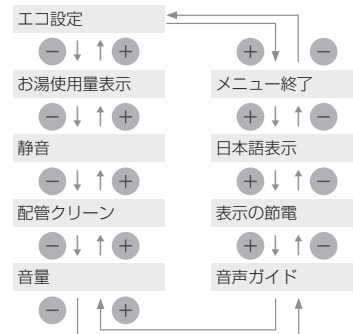 エコ設定
− ↓ ↑ +
お湯使用量表示
− ↓ ↑ +
静音
− ↓ ↑ +
配管クリーン
− ↓ ↑ +
音量
− +
+ −
メニュー終了
+ ↓ ↑ −
日本語表示
+ ↓ ↑ −
表示の節電
+ ↓ ↑ −
音声ガイド